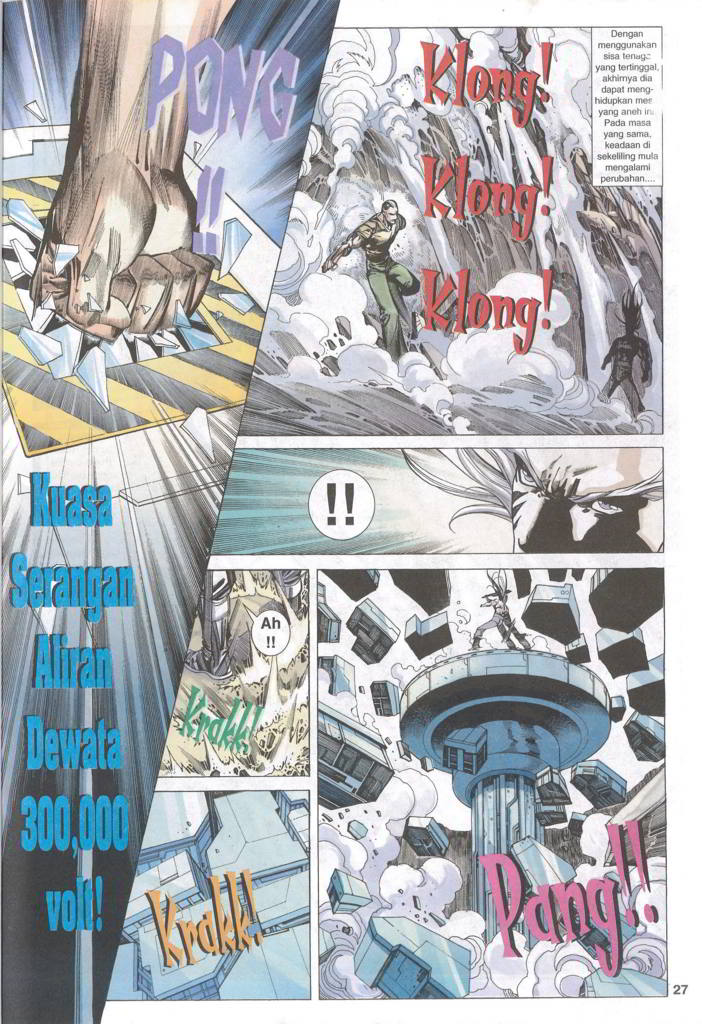 PONG
!!
Kuasa
Serangan
Aliran
Dewata
300,000
volt!
Klong!
Klong!
Klong!
Dengan
menggunakan
sisa tenaga
yang tertinggal,
akhirnya dia
dapat meng-
hidupkan
yang aneh
Pada masa
yang sama,
keadaan di
sekeliling mula
mengalami
perubahan....
!!
Ah
!!
Krakk!
Krakk!
Pang!!
27